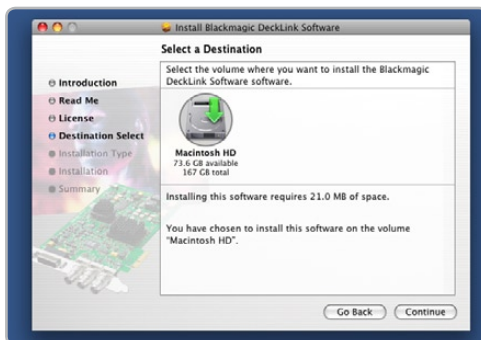 Install Blackmagic DeckLink Software
Select a Destination
Introduction
Read Me
License
Destination Select
Installation Type
Installation
Summary
Select the volume where you want to install the Blackmagic
DeckLink Software software.
Macintosh HD
73.6 GB available
167 GB total
Installing this software requires 21.0 MB of space.
You have chosen to install this software on the volume
"Macintosh HD".
Go Back
Continue